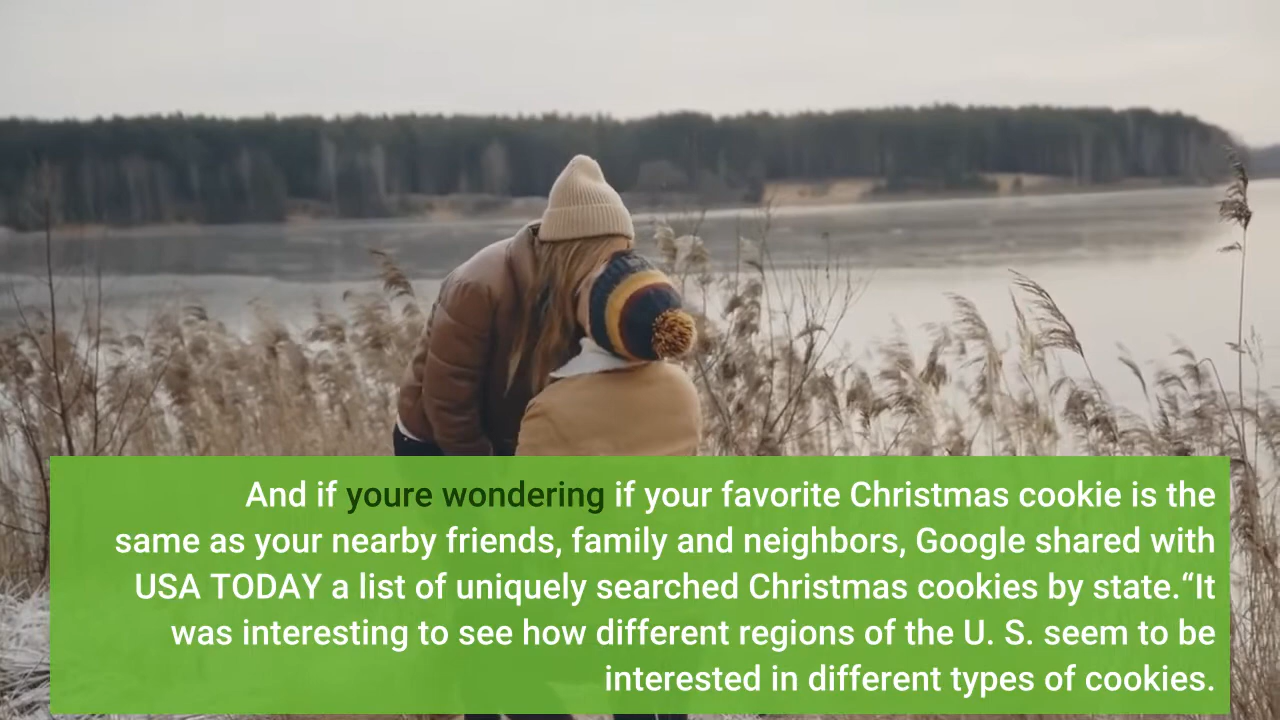 And if youre wondering if your favorite Christmas cookie is the
same as your nearby friends, family and neighbors, Google shared with
USA TODAY a list of uniquely searched Christmas cookies by state.“It
was interesting to see how different regions of the U. S. seem to be
interested in different types of cookies.